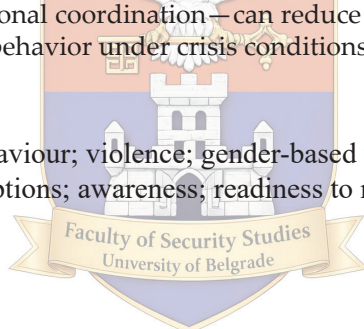 onal coordination—can reduce
behavior under crisis conditions
aviour; violence; gender-based
ptions; awareness; readiness to
Faculty of Security Studies
University of Belgrade